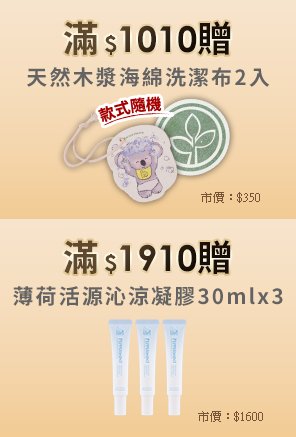 滿 $1010贈
天然木漿海綿洗潔布2入
款式隨機
市價：$350
滿 $1910贈
薄荷活源沁涼凝膠30mlx3
市價：$1600